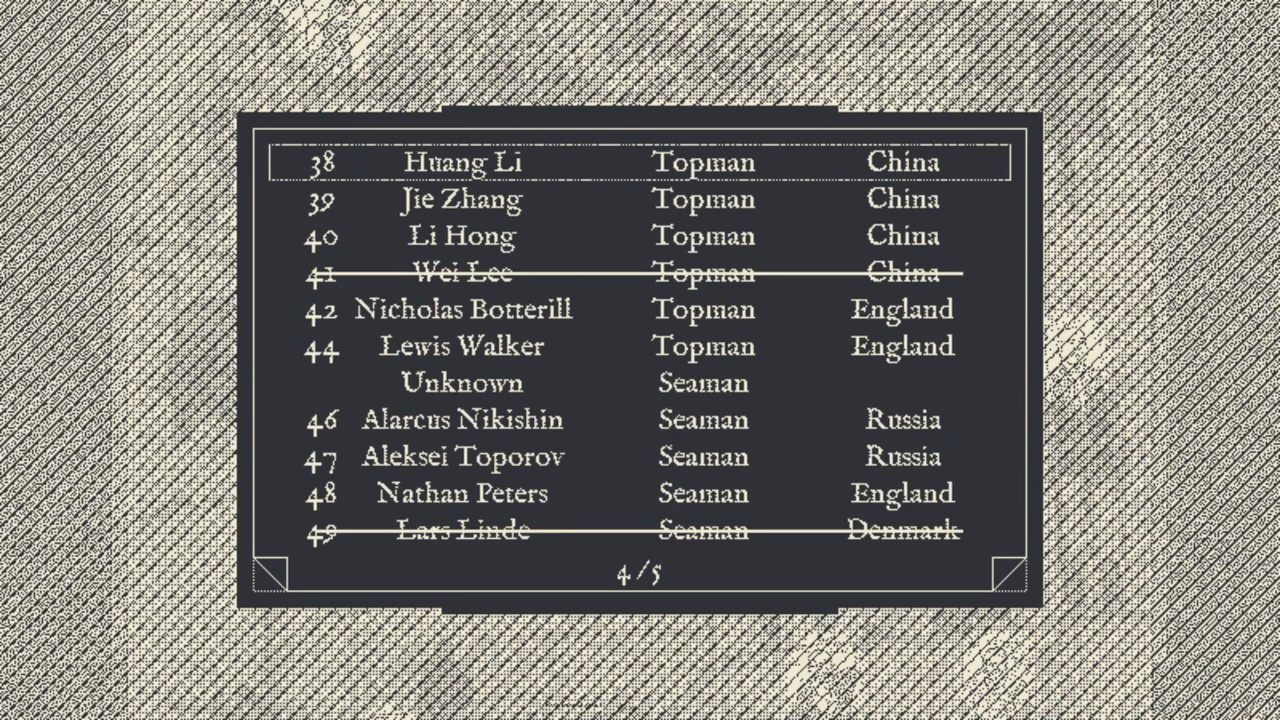 38 Huang Li Topman China
39 Jie Zhang Topman China
40 Li Hong Topman China
41 Wei Lee Topman China
42 Nicholas Botterill Topman England
44 Lewis Walker Topman England
Unknown Seaman
46 Alarcus Nikishin Seaman Russia
47 Aleksei Toporov Seaman Russia
48 Nathan Peters Seaman England
49 Lars Linde Seaman Denmark
4/5